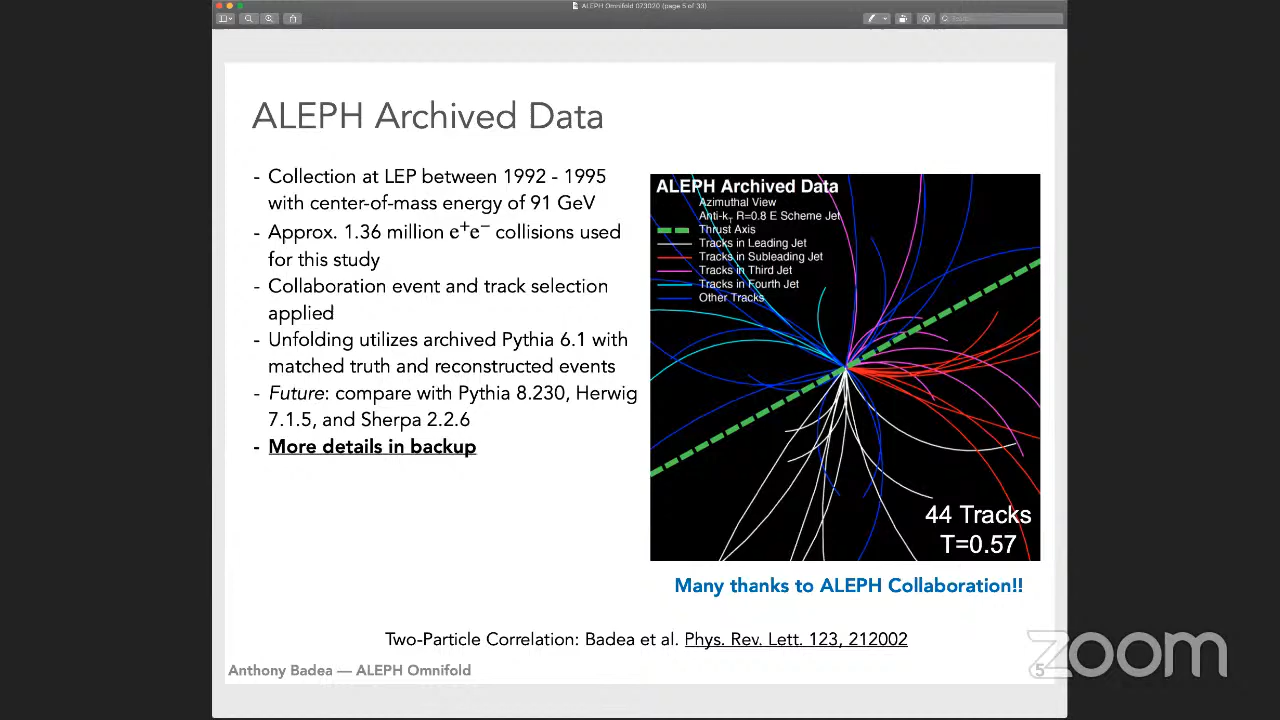 ALEPH Omnifold 073020 (page 5 of 33)
Search
ALEPH Archived Data
- Collection at LEP between 1992 - 1995
with center-of-mass energy of 91 GeV
- Approx. 1.36 million e⁺e⁻ collisions used
for this study
- Collaboration event and track selection
applied
- Unfolding utilizes archived Pythia 6.1 with
matched truth and reconstructed events
- Future: compare with Pythia 8.230, Herwig
7.1.5, and Sherpa 2.2.6
- More details in backup
ALEPH Archived Data
Azimuthal View
Anti-kT R=0.8 E Scheme Jet
Thrust Axis
Tracks in Leading Jet
Tracks in Subleading Jet
Tracks in Third Jet
Tracks in Fourth Jet
Other Tracks
44 Tracks
T=0.57
Many thanks to ALEPH Collaboration!!
Two-Particle Correlation: Badea et al. Phys. Rev. Lett. 123, 212002
Anthony Badea — ALEPH Omnifold
5
zoom